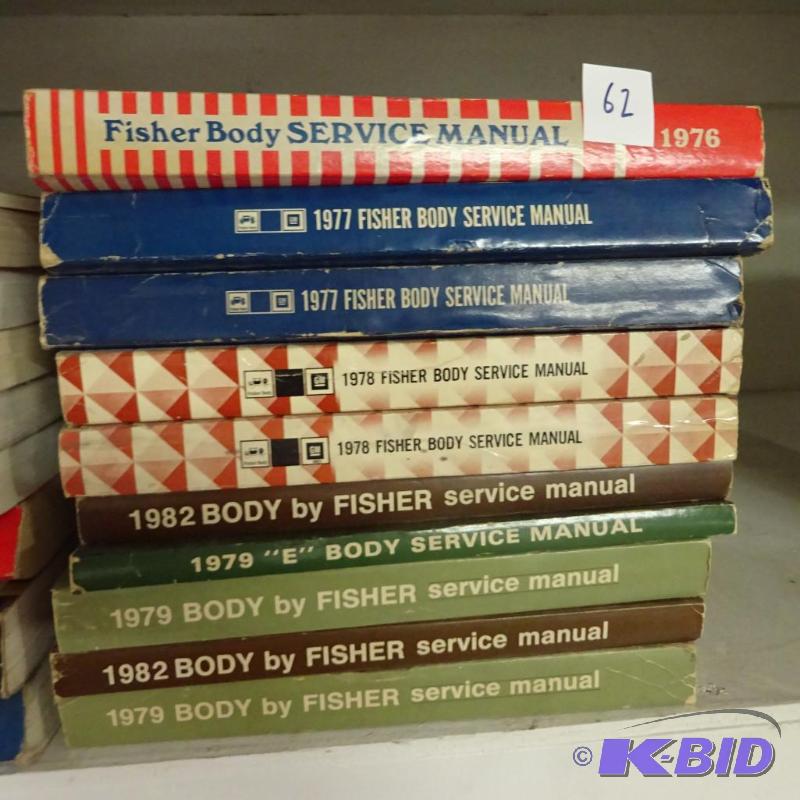 62
Fisher Body SERVICE MANUAL 1976
1977 FISHER BODY SERVICE MANUAL
1977 FISHER BODY SERVICE MANUAL
1978 FISHER BODY SERVICE MANUAL
1978 FISHER BODY SERVICE MANUAL
1982 BODY by FISHER service manual
1979 "E" BODY SERVICE MANUAL
1979 BODY by FISHER service manual
1982 BODY by FISHER service manual
1979 BODY by FISHER service manual
© K-BID